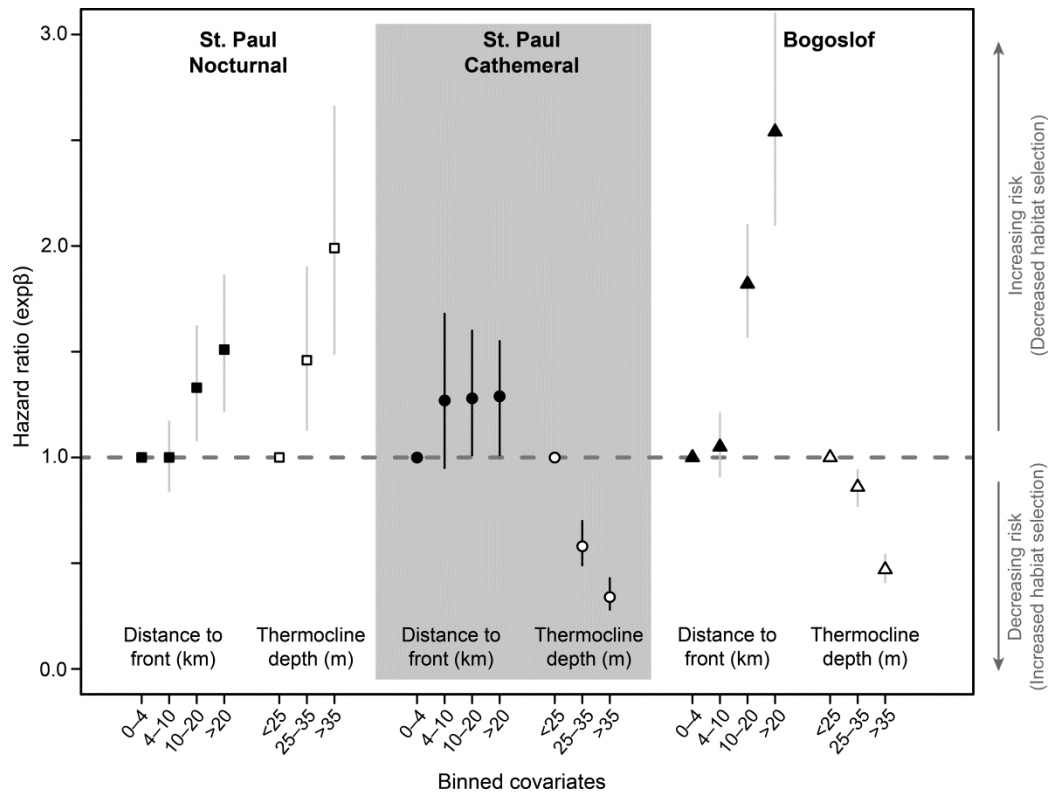 St. Paul
Nocturnal
St. Paul
Cathemeral
Bogoslof
3.0
2.0
1.0
0.0
Hazard ratio (expβ)
Distance to
front (km)
Thermocline
depth (m)
Distance to
front (km)
Thermocline
depth (m)
Distance to
front (km)
Thermocline
depth (m)
0–4
4–10
10–20
>20
<25
25–35
>35
0–4
4–10
10–20
>20
<25
25–35
>35
0–4
4–10
10–20
>20
<25
25–35
>35
Binned covariates
Increasing risk
(Decreased habitat selection)
Decreasing risk
(Increased habiat selection)